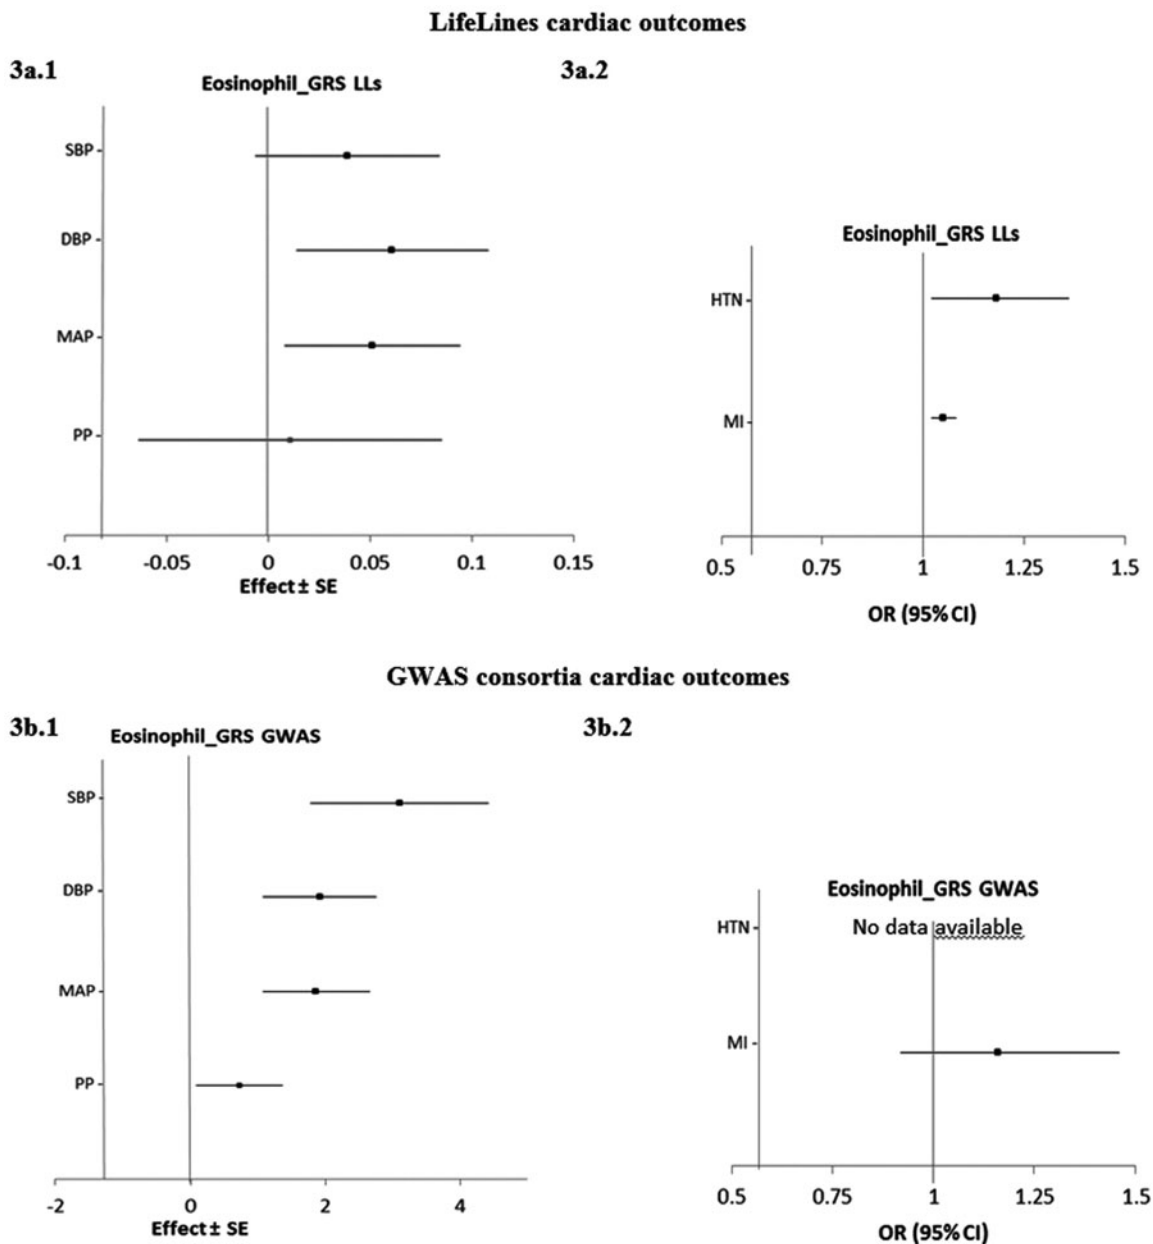 LifeLines cardiac outcomes
3a.1
Eosinophil_GRS LLs
SBP
DBP
MAP
PP
-0.1 -0.05 0 0.05 0.1 0.15
Effect ± SE
3a.2
Eosinophil_GRS LLs
HTN
MI
0.5 0.75 1 1.25 1.5
OR (95% CI)
GWAS consortia cardiac outcomes
3b.1
Eosinophil_GRS GWAS
SBP
DBP
MAP
PP
-2 0 2 4
Effect ± SE
3b.2
Eosinophil_GRS GWAS
HTN
No data available
MI
0.5 0.75 1 1.25 1.5
OR (95% CI)